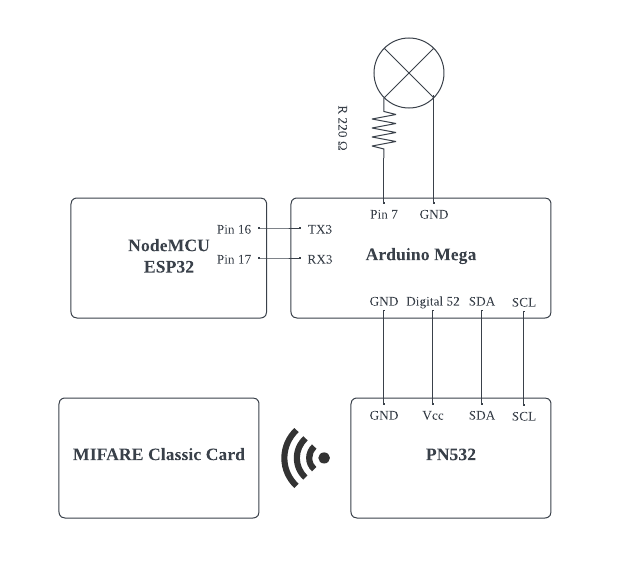 R 220 Ω
Pin 7 GND
Pin 16 TX3
NodeMCU
ESP32
Pin 17 RX3
Arduino Mega
GND Digital 52 SDA SCL
GND Vcc SDA SCL
MIFARE Classic Card
PN532